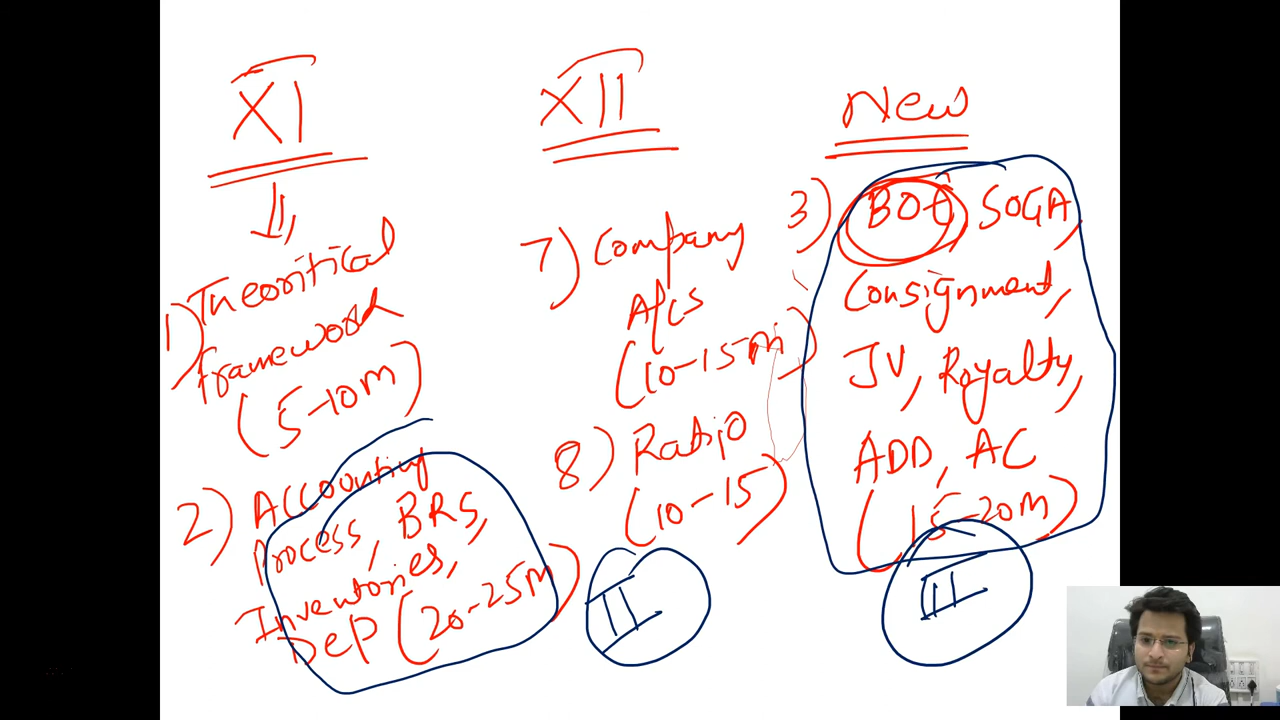 XI
1) Theoritical
framework
(5-10M)
2) Accounting
Process, BRS,
Inventories,
Dep (20-25M)
XII
7) Company
A/cs
(10-15M)
8) Ratio
(10-15)
II
New
3) BOE, SOGA,
Consignment,
JV, Royalty,
ADD, AC
(15-20M)
III